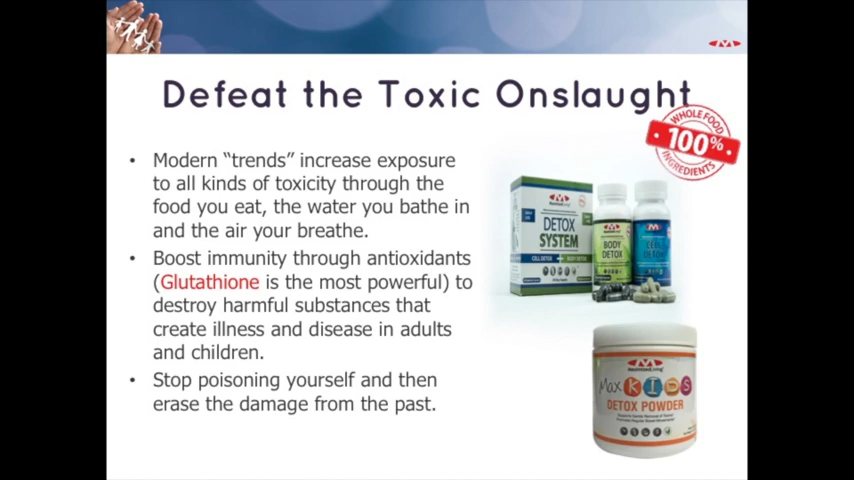 Defeat the Toxic Onslaught
WHOLE FOOD
100%
INGREDIENTS
• Modern “trends” increase exposure
to all kinds of toxicity through the
food you eat, the water you bathe in
and the air your breathe.
• Boost immunity through antioxidants
(Glutathione is the most powerful) to
destroy harmful substances that
create illness and disease in adults
and children.
• Stop poisoning yourself and then
erase the damage from the past.
MaximizedLiving
DETOX
SYSTEM
CELL DETOX
BODY DETOX
BODY
DETOX
CELL
DETOX
MaximizedLiving
Max KIDS
DETOX POWDER